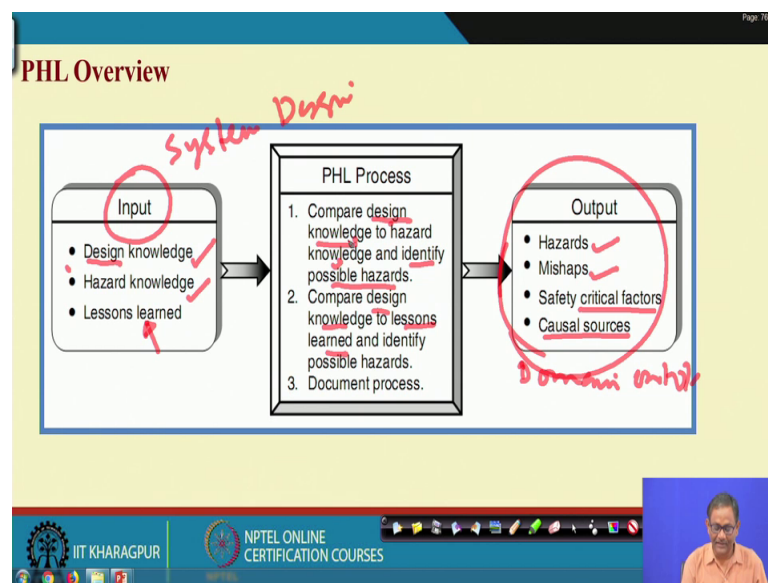 Page: 76
PHL Overview
System Design
Input
• Design knowledge
• Hazard knowledge
• Lessons learned
PHL Process
1. Compare design
knowledge to hazard
knowledge and identify
possible hazards.
2. Compare design
knowledge to lessons
learned and identify
possible hazards.
3. Document process.
Output
• Hazards
• Mishaps
• Safety critical factors
• Causal sources
Domain
IIT KHARAGPUR
NPTEL ONLINE
CERTIFICATION COURSES